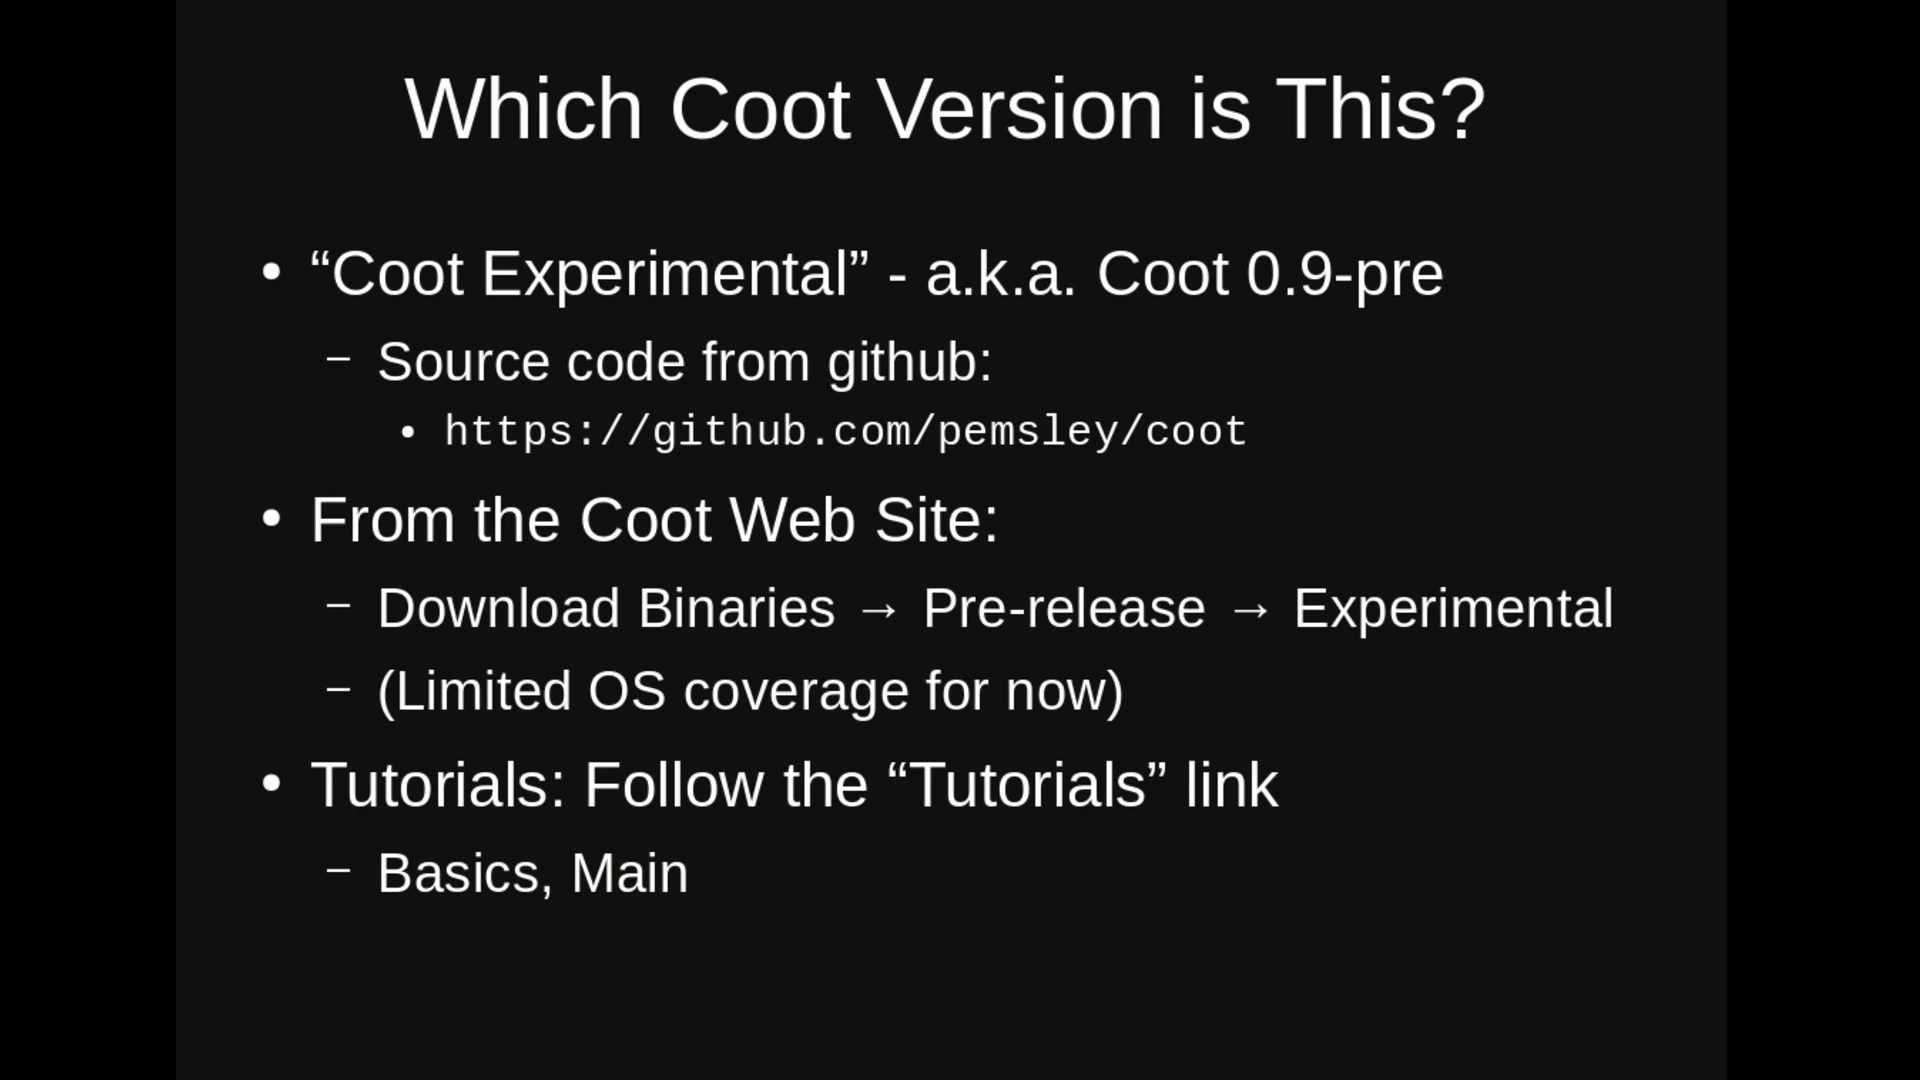 Which Coot Version is This?
• “Coot Experimental” - a.k.a. Coot 0.9-pre
– Source code from github:
• https://github.com/pemsley/coot
• From the Coot Web Site:
– Download Binaries → Pre-release → Experimental
– (Limited OS coverage for now)
• Tutorials: Follow the “Tutorials” link
– Basics, Main